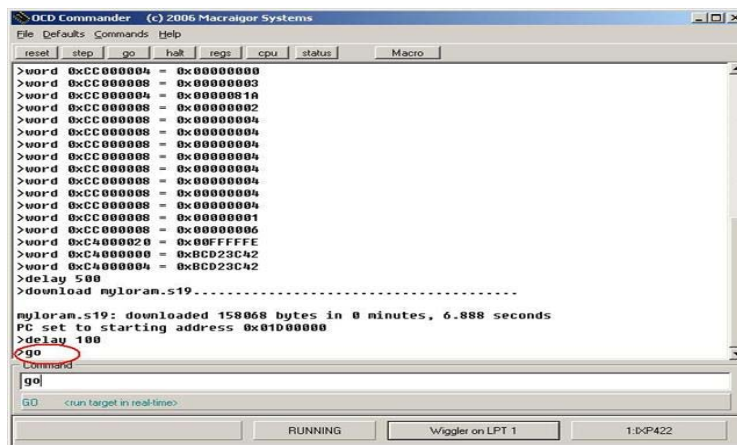 OCD Commander (c) 2006 Macraigor Systems
File Defaults Commands Help
reset step go halt regs cpu status Macro
>word 0xCC000004 = 0x00000000
>word 0xCC000008 = 0x00000003
>word 0xCC000004 = 0x0000081A
>word 0xCC000008 = 0x00000002
>word 0xCC000008 = 0x00000004
>word 0xCC000008 = 0x00000004
>word 0xCC000008 = 0x00000004
>word 0xCC000008 = 0x00000004
>word 0xCC000008 = 0x00000004
>word 0xCC000008 = 0x00000004
>word 0xCC000008 = 0x00000004
>word 0xCC000008 = 0x00000004
>word 0xCC000008 = 0x00000001
>word 0xCC000008 = 0x00000006
>word 0xC4000020 = 0x00FFFFFE
>word 0xC4000000 = 0xBCD23C42
>word 0xC4000004 = 0xBCD23C42
>delay 500
>download myloram.s19.......................................
myloram.s19: downloaded 158068 bytes in 0 minutes, 6.888 seconds
PC set to starting address 0x01D00000
>delay 100
>go
Command
go
GO <run target in real-time>
RUNNING Wiggler on LPT 1 1:IXP422